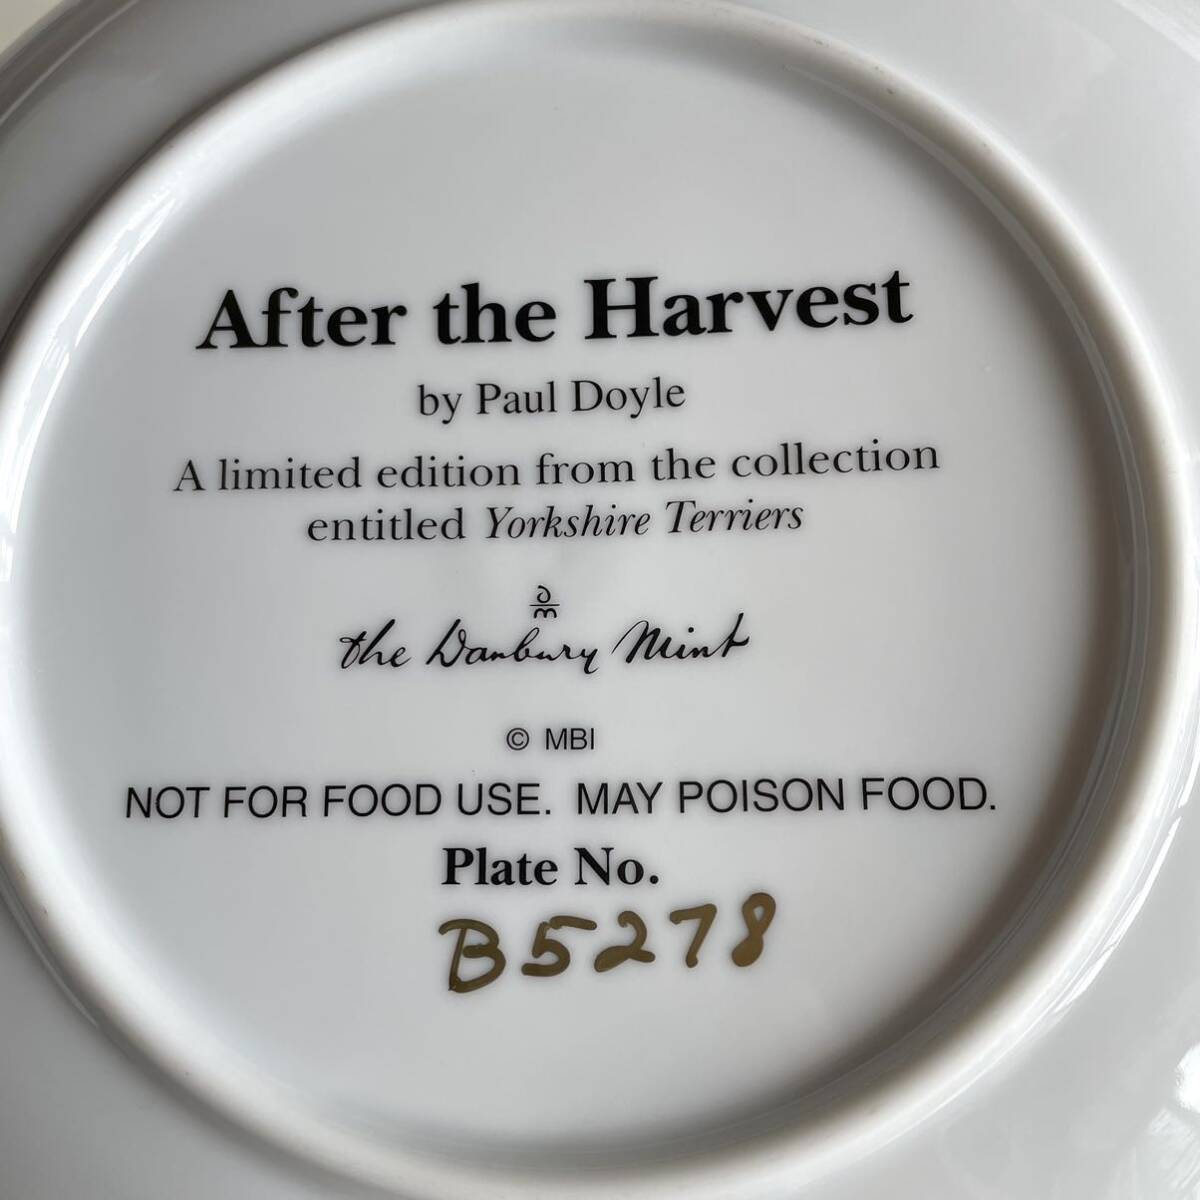 After the Harvest
by Paul Doyle
A limited edition from the collection
entitled Yorkshire Terriers
dm
the Danbury Mint
© MBI
NOT FOR FOOD USE. MAY POISON FOOD.
Plate No.
B5278